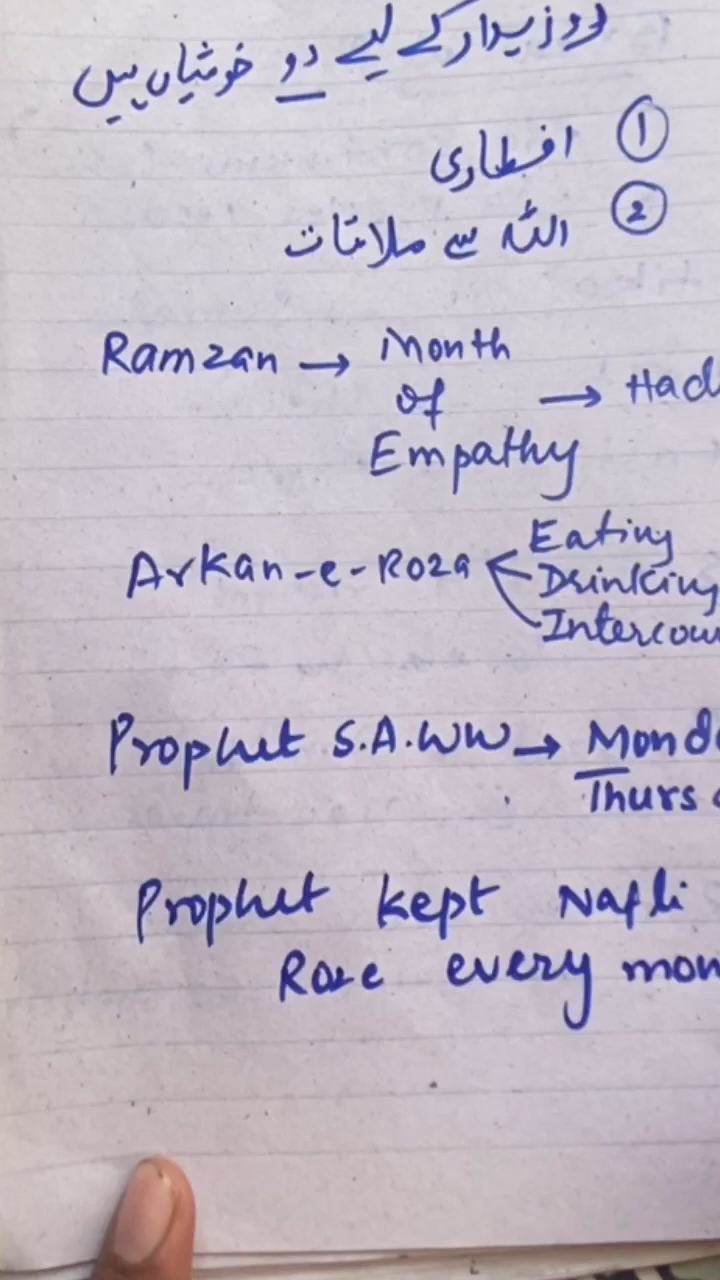 روزیدار کے لیے دو خوشیاں ہیں
① افطاری
② اللہ سے ملاقات
Ramzan → Month
of → Had
Empathy
Arkan-e-Roza Eating
Drinking
Intercou
Prophet S.A.WW → Mond
Thurs
Prophet kept Nafli
Roze every mon